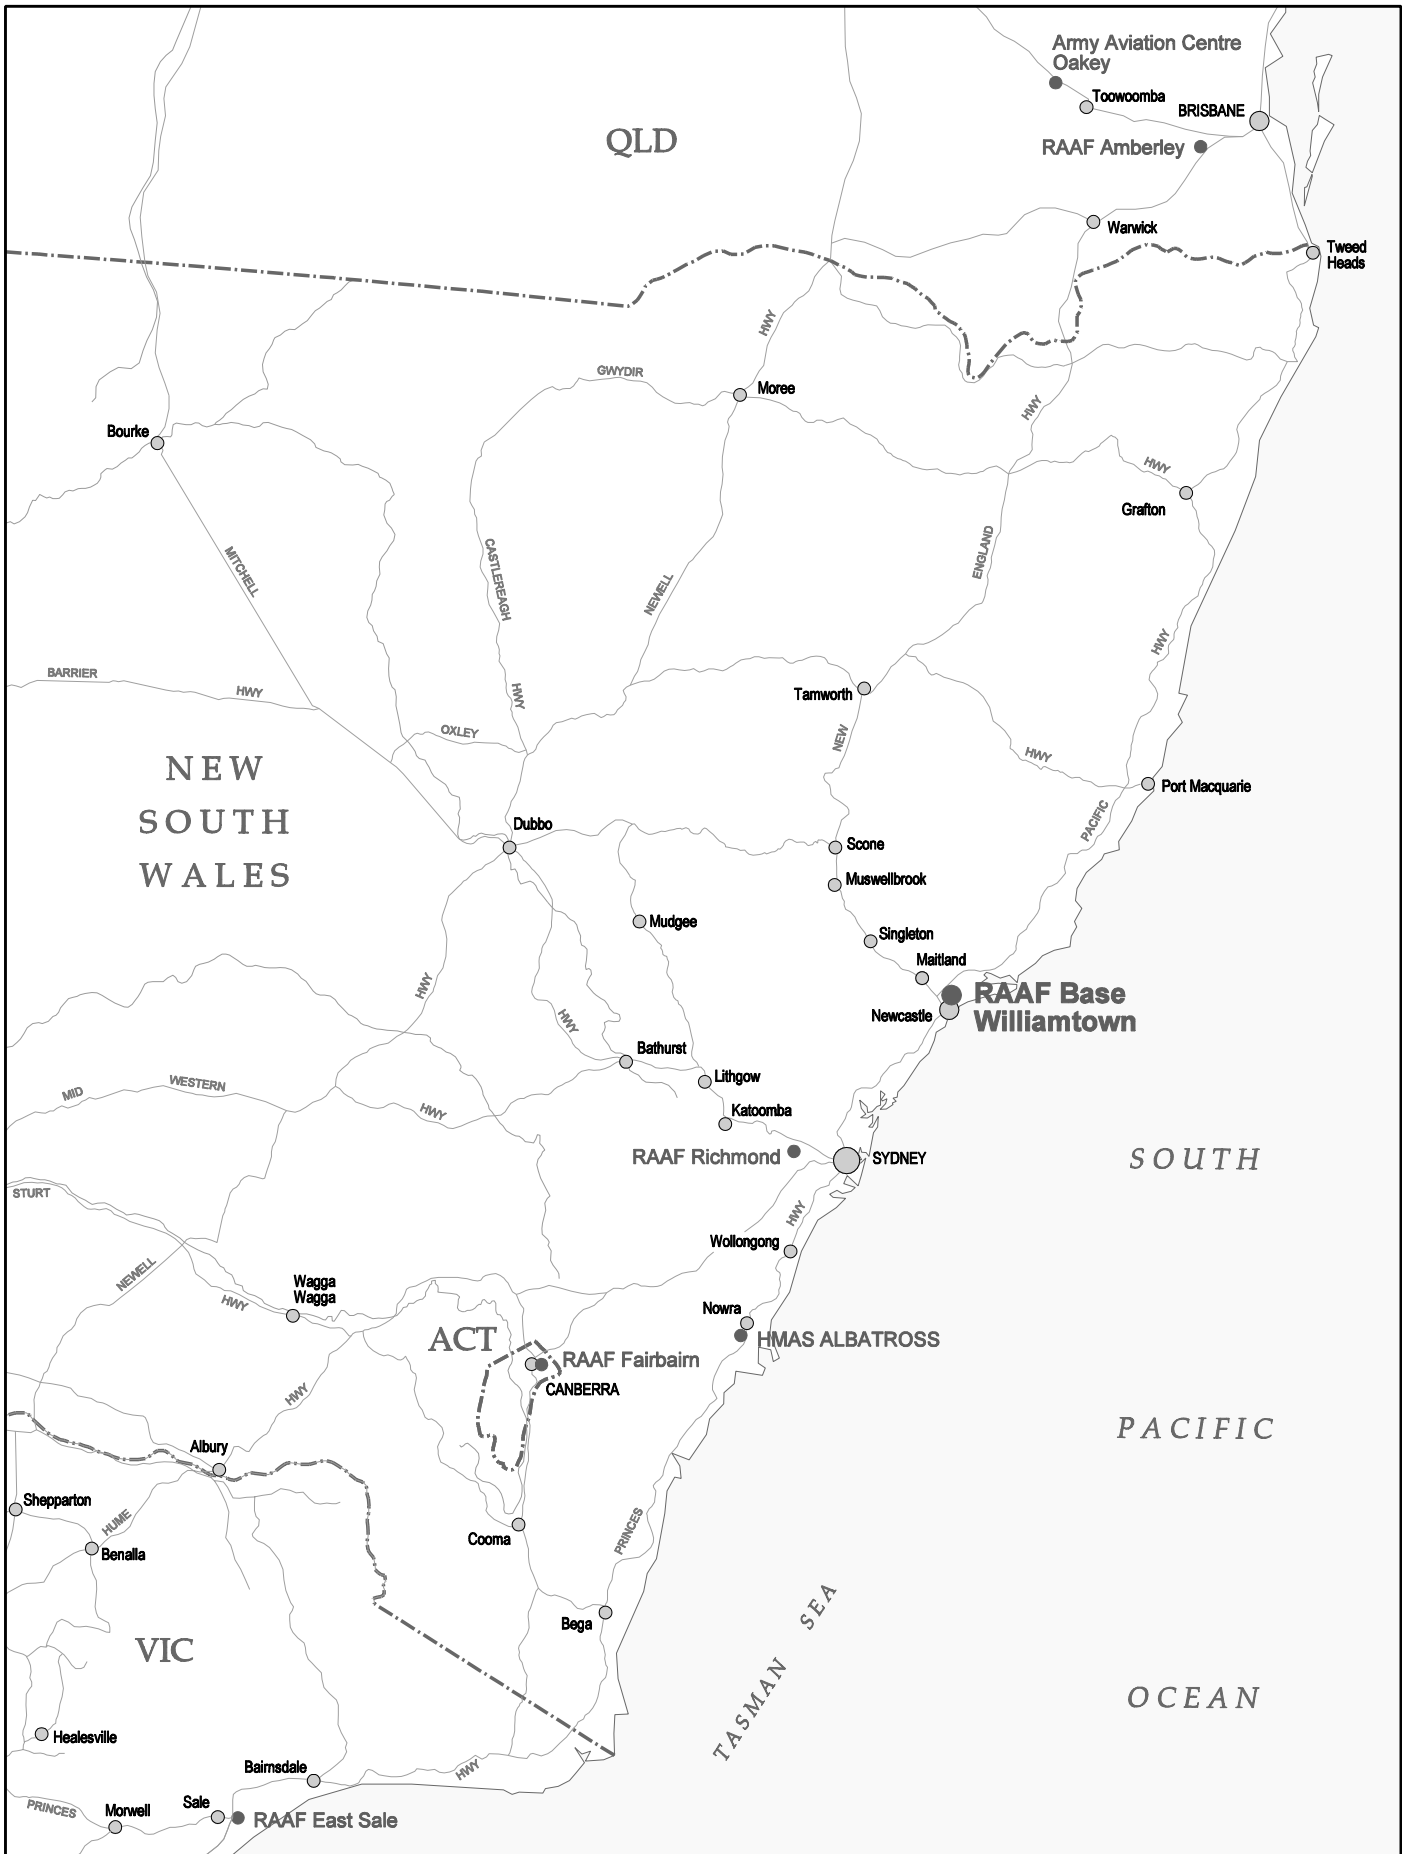 Army Aviation Centre
Oakey
Toowoomba
BRISBANE
QLD
RAAF Amberley
Warwick
Tweed
Heads
HWY
GWYDIR
Moree
HWY
Bourke
HWY
Grafton
MITCHELL
CASTLEREAGH
NEWELL
ENGLAND
HWY
BARRIER
HWY
HWY
Tamworth
OXLEY
NEW
HWY
NEW
SOUTH
WALES
Port Macquarie
PACIFIC
Dubbo
Scone
Muswellbrook
Mudgee
Singleton
Maitland
HWY
RAAF Base
Williamtown
Newcastle
HWY
Bathurst
Lithgow
MID
WESTERN
HWY
Katoomba
RAAF Richmond
SYDNEY
SOUTH
STURT
HWY
Wollongong
NEWELL
HWY
Wagga
Wagga
Nowra
HMAS ALBATROSS
ACT
RAAF Fairbairn
CANBERRA
HWY
PACIFIC
Albury
Shepparton
HUME
Benalla
Cooma
PRINCES
TASMAN SEA
Bega
VIC
OCEAN
Healesville
Bairnsdale
HWY
PRINCES
Morwell
Sale
RAAF East Sale